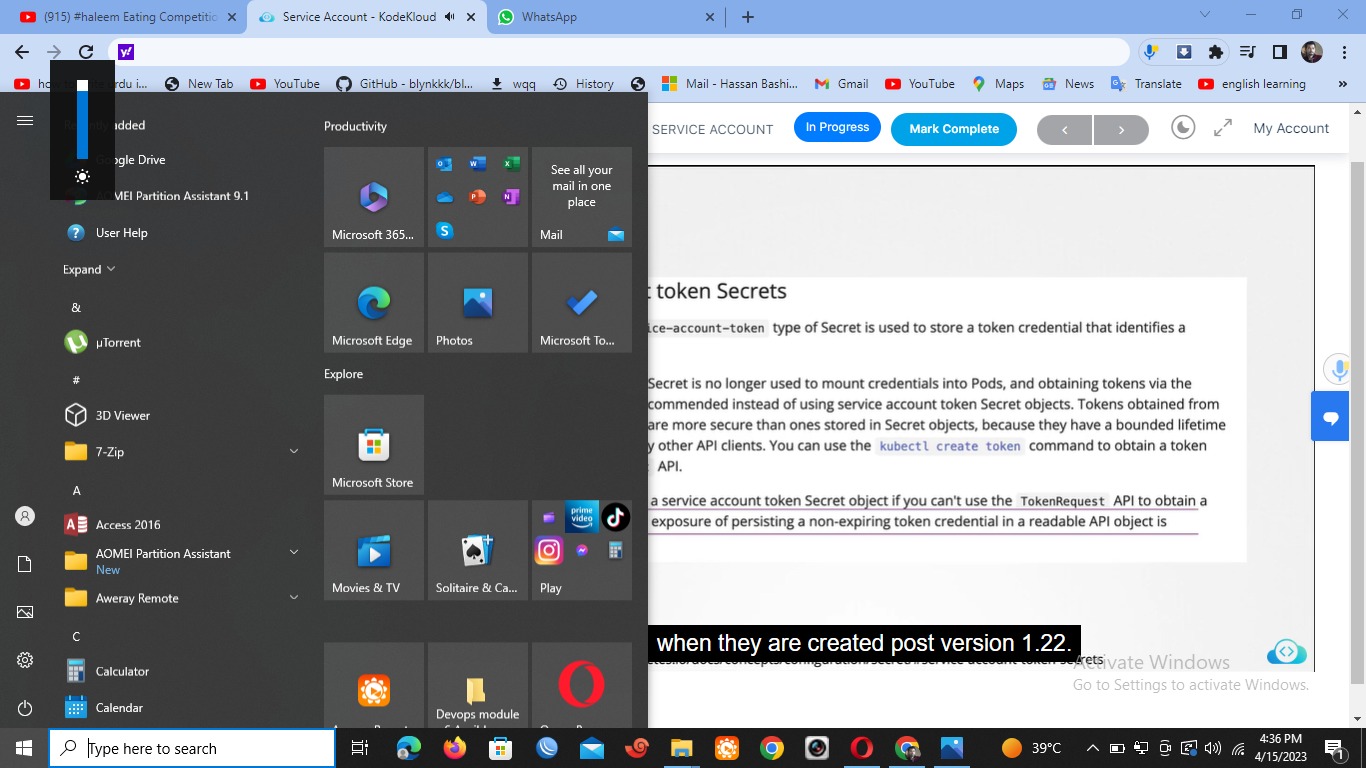 (915) #haleem Eating Competitio
Service Account - KodeKloud
WhatsApp
y!
urdu i...
New Tab
YouTube
GitHub - blynkkk/bl...
wqq
History
Mail - Hassan Bashi...
Gmail
YouTube
Maps
News
Translate
english learning
»
added
Google Drive
AOMEI Partition Assistant 9.1
User Help
Expand
&
µTorrent
#
3D Viewer
7-Zip
A
Access 2016
AOMEI Partition Assistant
New
Aweray Remote
C
Calculator
Calendar
Productivity
Microsoft 365...
See all your
mail in one
place
Mail
Microsoft Edge
Photos
Microsoft To...
Explore
Microsoft Store
Movies & TV
Solitaire & Ca...
prime
video
Play
Devops module
SERVICE ACCOUNT
In Progress
Mark Complete
<
>
My Account
token Secrets
ice-account-token type of Secret is used to store a token credential that identifies a
Secret is no longer used to mount credentials into Pods, and obtaining tokens via the
commended instead of using service account token Secret objects. Tokens obtained from
are more secure than ones stored in Secret objects, because they have a bounded lifetime
y other API clients. You can use the kubectl create token command to obtain a token
API.
a service account token Secret object if you can't use the TokenRequest API to obtain a
exposure of persisting a non-expiring token credential in a readable API object is
when they are created post version 1.22.
Activate Windows
Go to Settings to activate Windows.
Type here to search
39°C
4:36 PM
4/15/2023
1